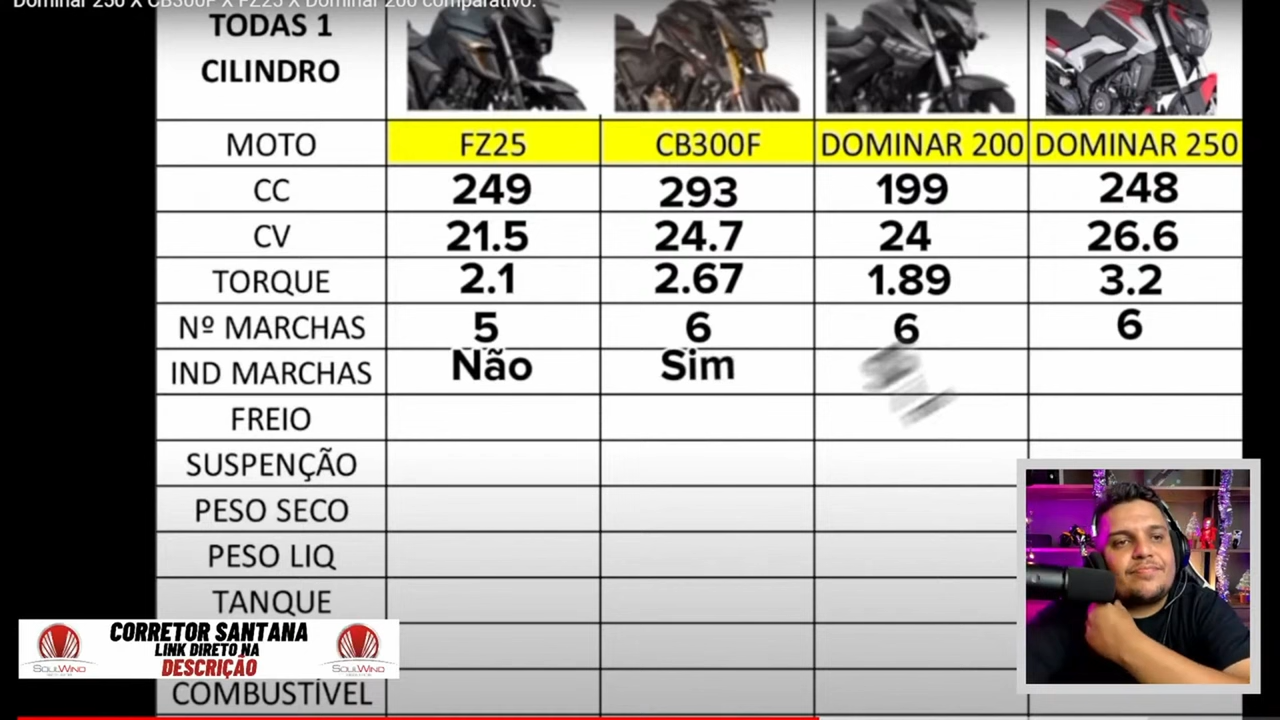 Dominar 250 X CB300F X FZ25 X Dominar 200 comparativo.
TODAS 1
CILINDRO
MOTO FZ25 CB300F DOMINAR 200 DOMINAR 250
CC 249 293 199 248
CV 21.5 24.7 24 26.6
TORQUE 2.1 2.67 1.89 3.2
Nº MARCHAS 5 6 6 6
IND MARCHAS Não Sim
FREIO
SUSPENÇÃO
PESO SECO
PESO LIQ
TANQUE
CORRETOR SANTANA
LINK DIRETO NA
DESCRIÇÃO
SOULWIND SOULWIND
COMBUSTÍVEL